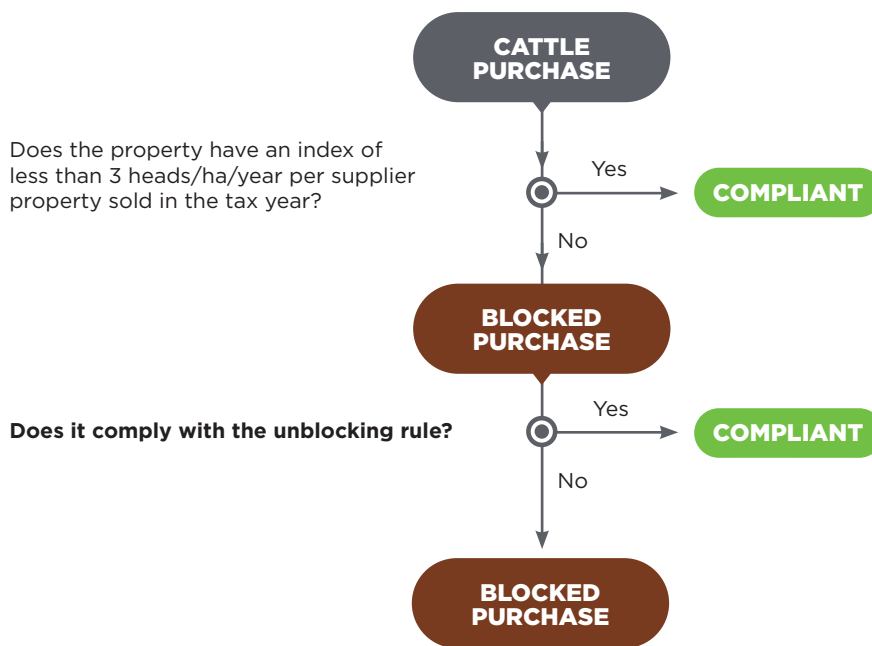 CATTLE
PURCHASE
Does the property have an index of
less than 3 heads/ha/year per supplier
property sold in the tax year?
Yes
COMPLIANT
No
BLOCKED
PURCHASE
Does it comply with the unblocking rule?
Yes
COMPLIANT
No
BLOCKED
PURCHASE